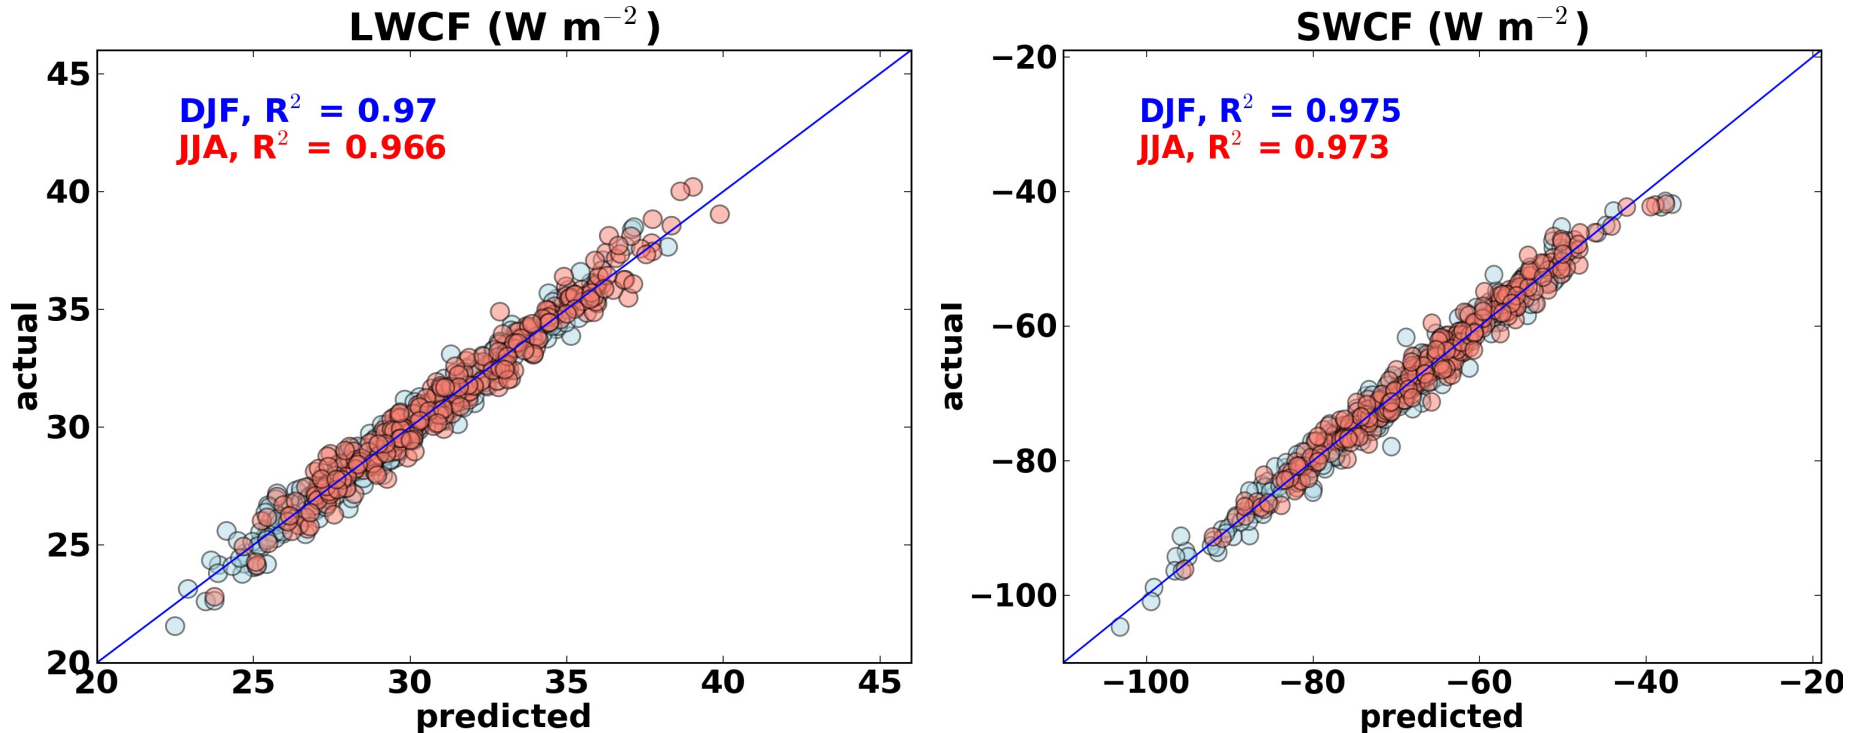 LWCF (W m⁻²)
DJF, R² = 0.97
JJA, R² = 0.966
45
40
35
30
25
20
20 25 30 35 40 45
actual
predicted
SWCF (W m⁻²)
DJF, R² = 0.975
JJA, R² = 0.973
−20
−40
−60
−80
−100
−100 −80 −60 −40 −20
actual
predicted